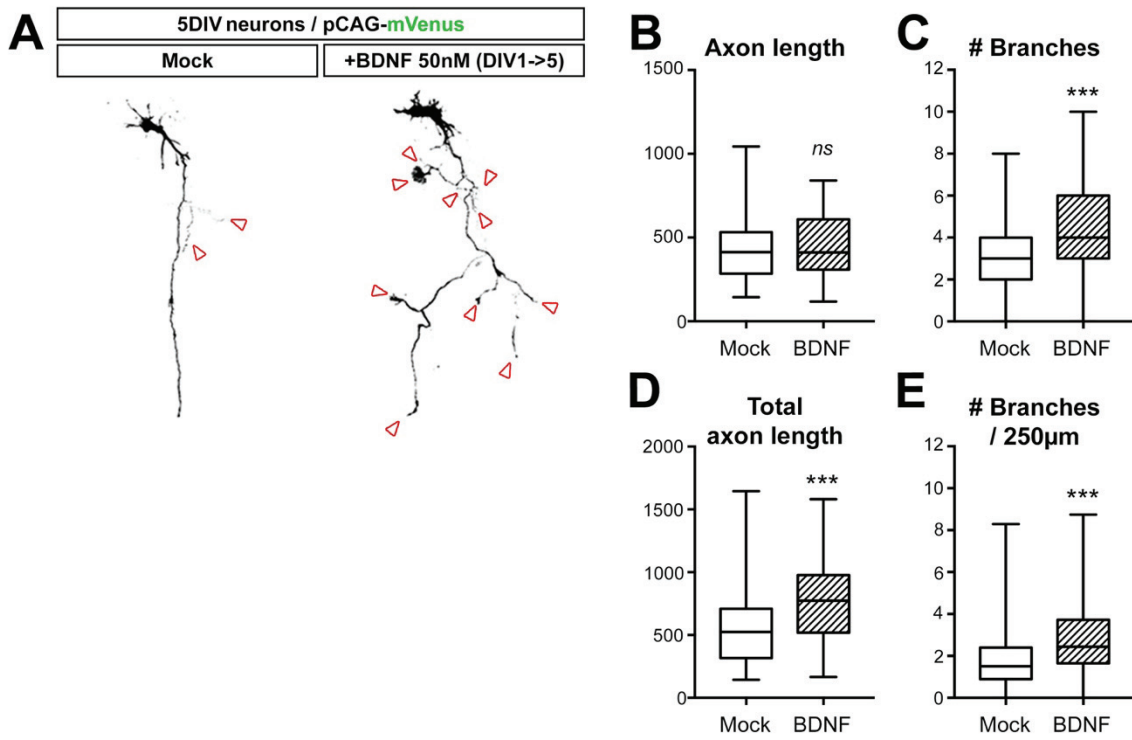 A
5DIV neurons / pCAG-mVenus
Mock
+BDNF 50nM (DIV1->5)
B
Axon length
1500
1000
500
0
ns
Mock
BDNF
C
# Branches
12
10
8
6
4
2
0
***
Mock
BDNF
D
Total
axon length
2000
1500
1000
500
0
***
Mock
BDNF
E
# Branches
/ 250µm
12
10
8
6
4
2
0
***
Mock
BDNF